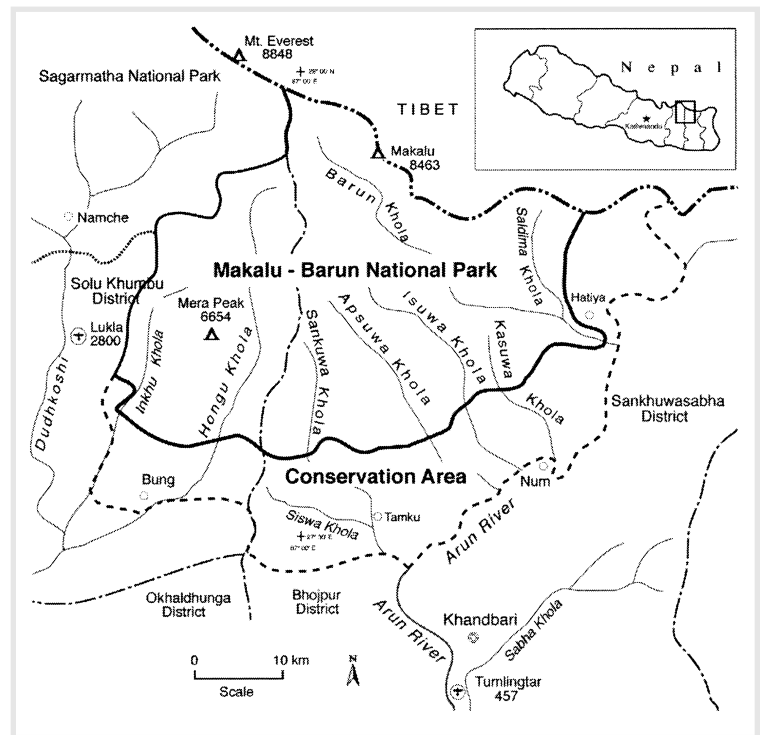 Mt. Everest
8848
28° 00' N
87° 00' E
Sagarmatha National Park
TIBET
Nepal
Kathmandu
Makalu
8463
Barun Khola
Namche
Saldima Khola
Makalu - Barun National Park
Solu Khumbu
District
Mera Peak
6654
Hatiya
Lukla
2800
Inkhu Khola
Hongu Khola
Sankuwa Khola
Apsuwa Khola
Isuwa Khola
Kasuwa
Khola
Dudhkoshi
Sankhuwasabha
District
Bung
Conservation Area
Num
Siswa Khola
Tamku
87° 00' E
Arun River
Okhaldhunga
District
Bhojpur
District
Arun River
Khandbari
Sabha Khola
0
10 km
Scale
N
Tumlingtar
457